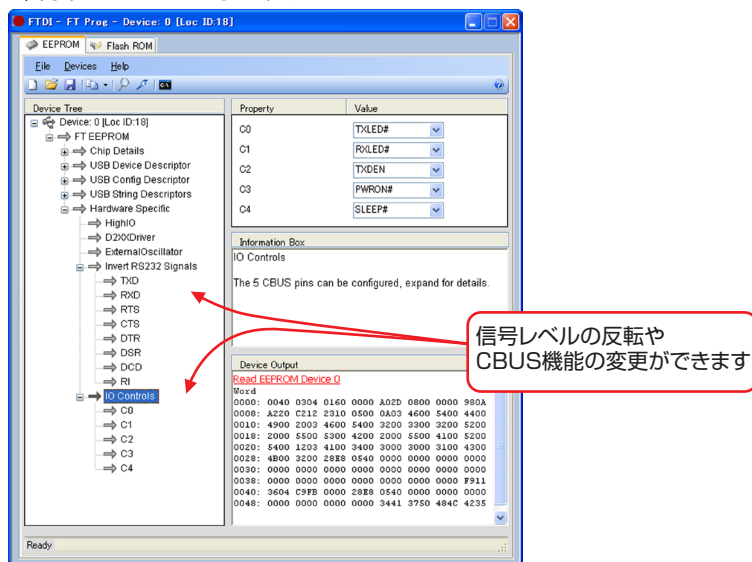 FTDI - FT Prog - Device: 0 [Loc ID:18]
EEPROM Flash ROM
File Devices Help
Device Tree
Device: 0 [Loc ID:18]
FT EEPROM
Chip Details
USB Device Descriptor
USB Config Descriptor
USB String Descriptors
Hardware Specific
HighIO
D2XXDriver
ExternalOscillator
Invert RS232 Signals
TXD
RXD
RTS
CTS
DTR
DSR
DCD
RI
IO Controls
C0
C1
C2
C3
C4
Property Value
C0 TXLED#
C1 RXLED#
C2 TXDEN
C3 PWRON#
C4 SLEEP#
Information Box
IO Controls
The 5 CBUS pins can be configured, expand for details.
信号レベルの反転や
CBUS機能の変更ができます
Device Output
Read EEPROM Device 0
Word
0000: 0040 0304 0160 0000 A02D 0800 0000 980A
0008: A220 C212 2310 0500 0A03 4600 5400 4400
0010: 4900 2003 4600 5400 3200 3300 3200 5200
0018: 2000 5500 5300 4200 2000 5500 4100 5200
0020: 5400 1203 4100 3400 3000 3000 3100 4300
0028: 4B00 3200 28E8 0540 0000 0000 0000 0000
0030: 0000 0000 0000 0000 0000 0000 0000 0000
0038: 0000 0000 0000 0000 0000 0000 0000 F911
0040: 3604 C9FB 0000 28E8 0540 0000 0000 0000
0048: 0000 0000 0000 0000 3441 3750 484C 4235
Ready